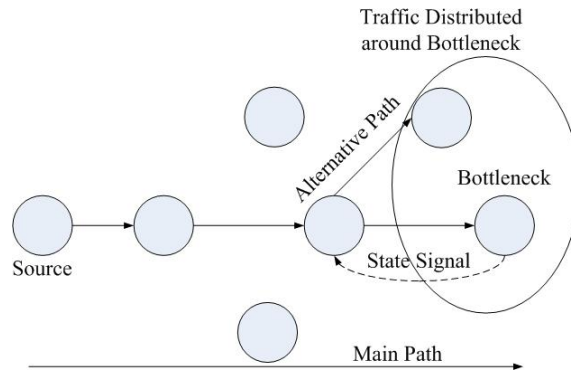 Traffic Distributed
around Bottleneck
Alternative Path
Bottleneck
Source
State Signal
Main Path